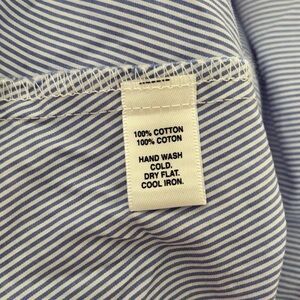 100% COTTON
100% COTON
HAND WASH
COLD.
DRY FLAT.
COOL IRON.